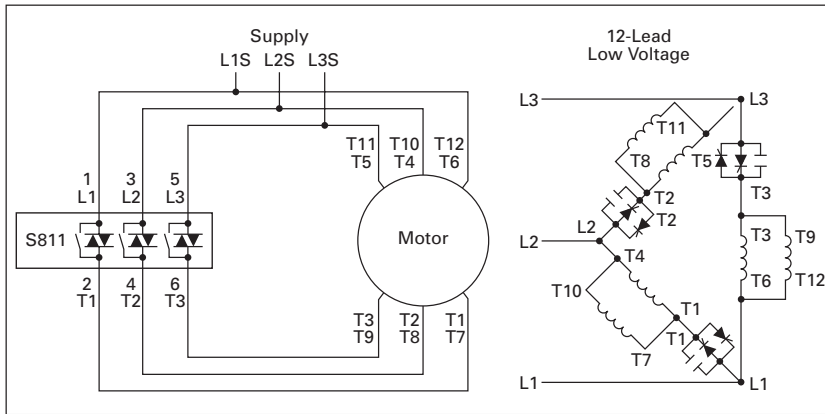 Supply
L1S L2S L3S
T11 T10 T12
T5 T4 T6
1 3 5
L1 L2 L3
S811
Motor
2 4 6
T1 T2 T3
T3 T2 T1
T9 T8 T7
12-Lead
Low Voltage
L3 L3
T11
T8 T5
T3
T2
T2
L2
L2 T3 T9
T4
T6 T12
T10
T1
T1
T7
L1 L1